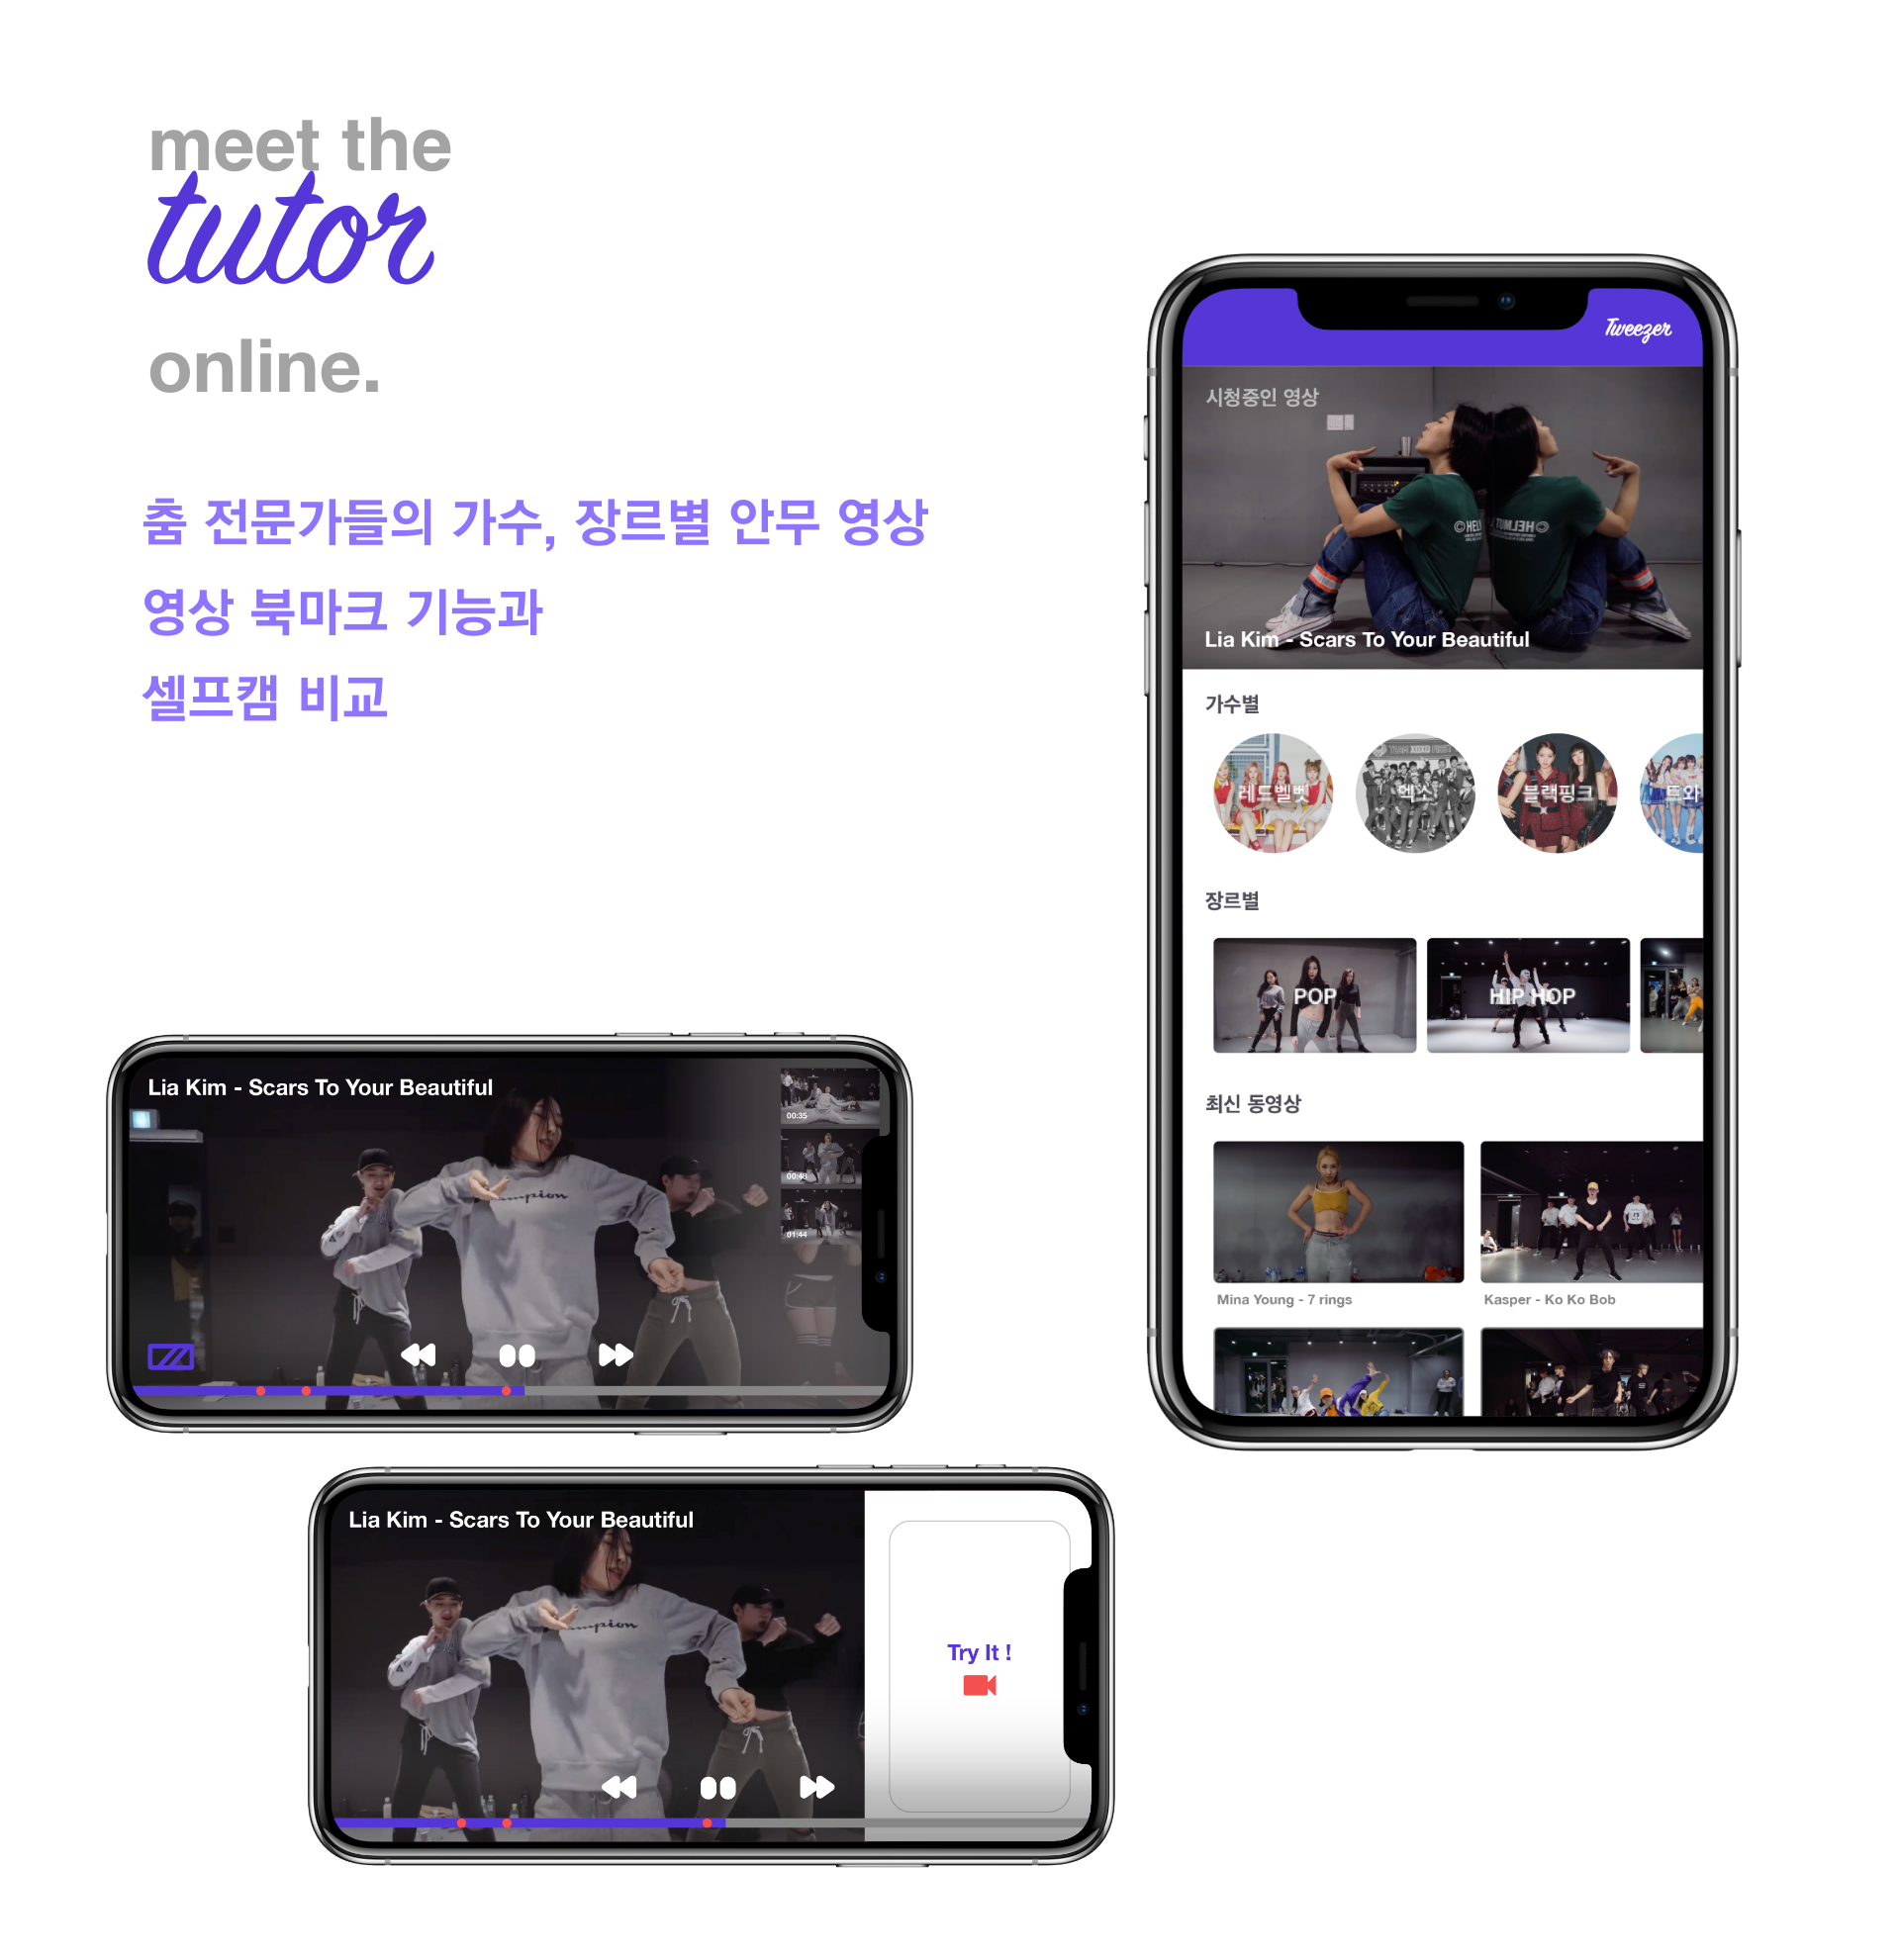 meet the
tutor
online.
춤 전문가들의 가수, 장르별 안무 영상
영상 북마크 기능과
셀프캠 비교
Tweezer
시청중인 영상
Lia Kim - Scars To Your Beautiful
가수별
레드벨벳
엑소
블랙핑크
트와
장르별
POP
HIP HOP
최신 동영상
Mina Young - 7 rings
Kasper - Ko Ko Bob
Lia Kim - Scars To Your Beautiful
00:35
00:48
01:44
Lia Kim - Scars To Your Beautiful
Try It !